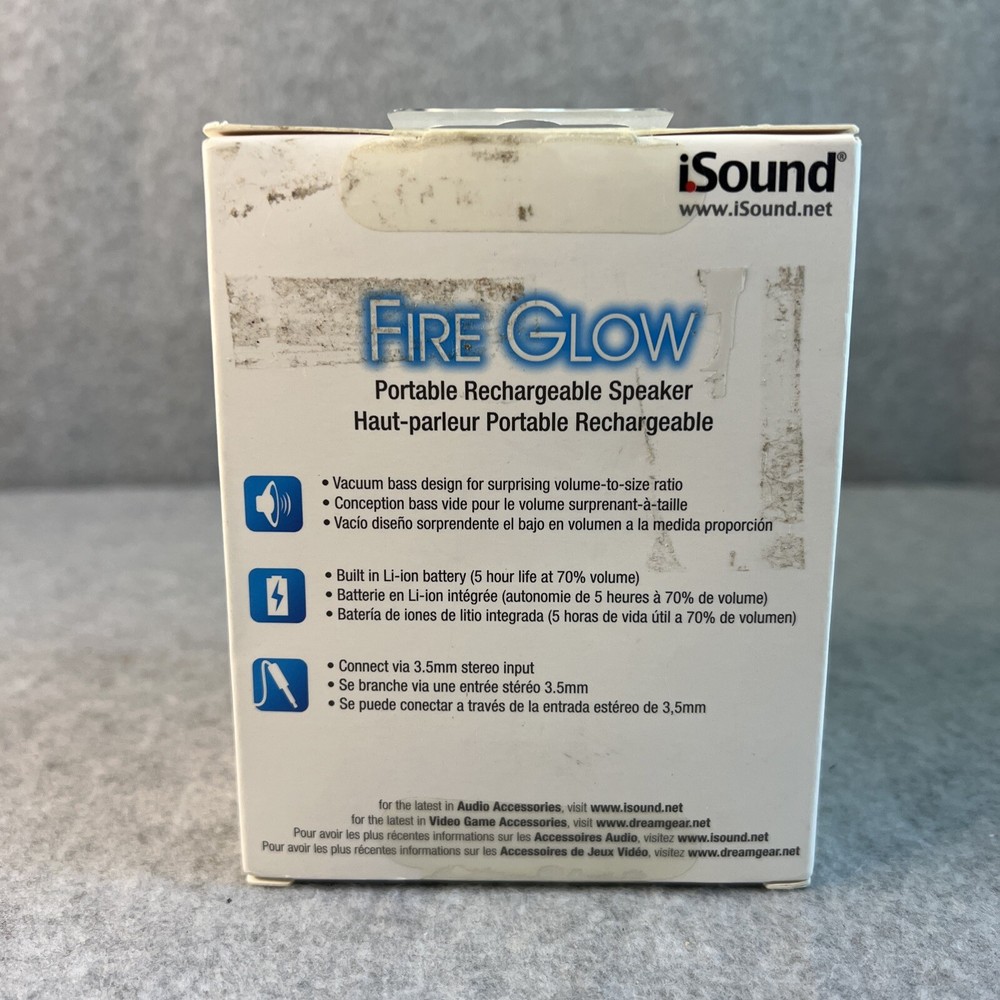 iSound®
www.iSound.net
FIRE GLOW
Portable Rechargeable Speaker
Haut-parleur Portable Rechargeable
• Vacuum bass design for surprising volume-to-size ratio
• Conception bass vide pour le volume surprenant-à-taille
• Vacío diseño sorprendente el bajo en volumen a la medida proporción
• Built in Li-ion battery (5 hour life at 70% volume)
• Batterie en Li-ion intégrée (autonomie de 5 heures à 70% de volume)
• Batería de iones de litio integrada (5 horas de vida útil a 70% de volumen)
• Connect via 3.5mm stereo input
• Se branche via une entrée stéréo 3.5mm
• Se puede conectar a través de la entrada estéreo de 3,5mm
for the latest in Audio Accessories, visit www.isound.net
for the latest in Video Game Accessories, visit www.dreamgear.net
Pour avoir les plus récentes informations sur les Accessoires Audio, visitez www.isound.net
Pour avoir les plus récentes informations sur les Accessoires de Jeux Vidéo, visitez www.dreamgear.net